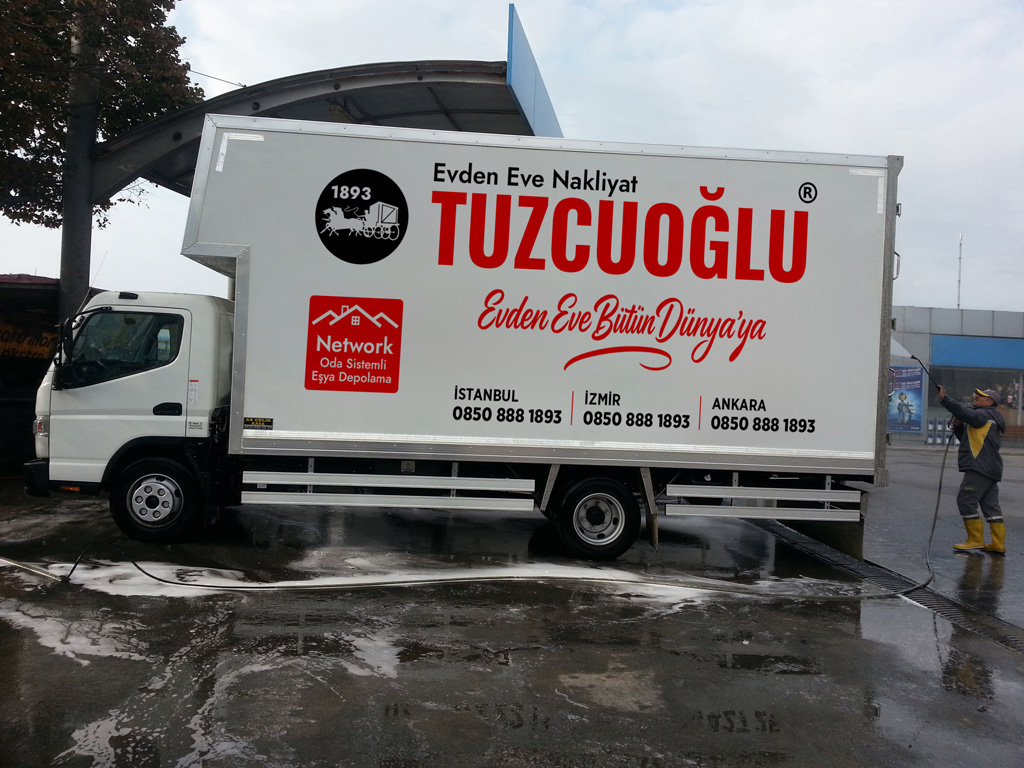 1893
Evden Eve Nakliyat
TUZCUOĞLU®
Evden Eve Bütün Dünya'ya
Network
Oda Sistemli
Eşya Depolama
İSTANBUL
0850 888 1893
İZMİR
0850 888 1893
ANKARA
0850 888 1893